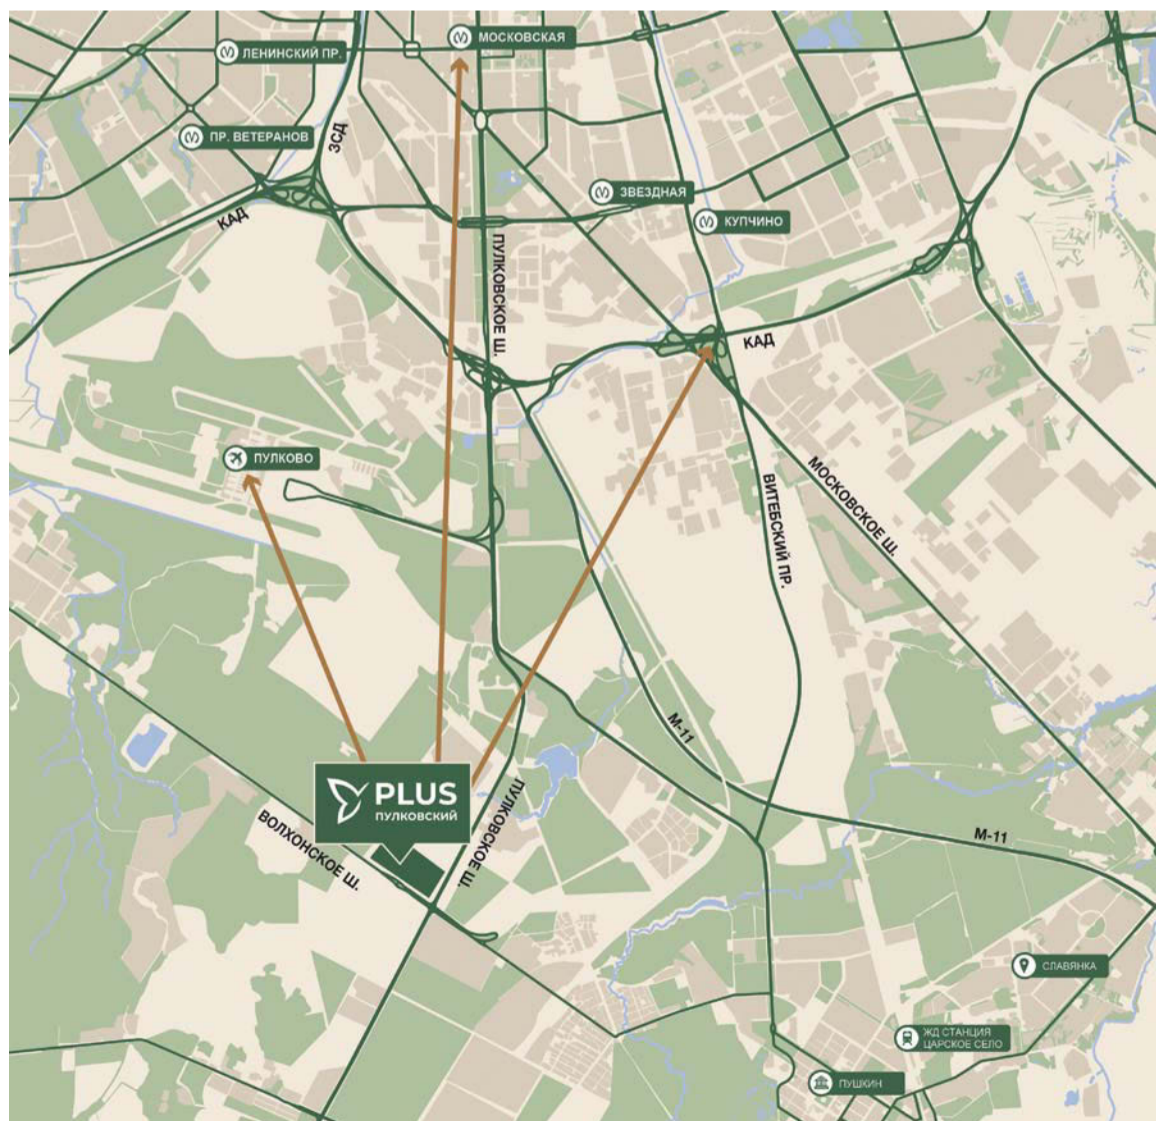 МОСКОВСКАЯ
ЛЕНИНСКИЙ ПР.
ПР. ВЕТЕРАНОВ
ЗСД
ЗВЕЗДНАЯ
КАД
КУПЧИНО
ПУЛКОВСКОЕ Ш.
КАД
ПУЛКОВО
МОСКОВСКОЕ Ш.
ВИТЕБСКИЙ ПР.
М-11
PLUS
ПУЛКОВСКИЙ
ПУЛКОВСКОЕ Ш.
ВОЛХОНСКОЕ Ш.
М-11
СЛАВЯНКА
ЖД СТАНЦИЯ
ЦАРСКОЕ СЕЛО
ПУШКИН